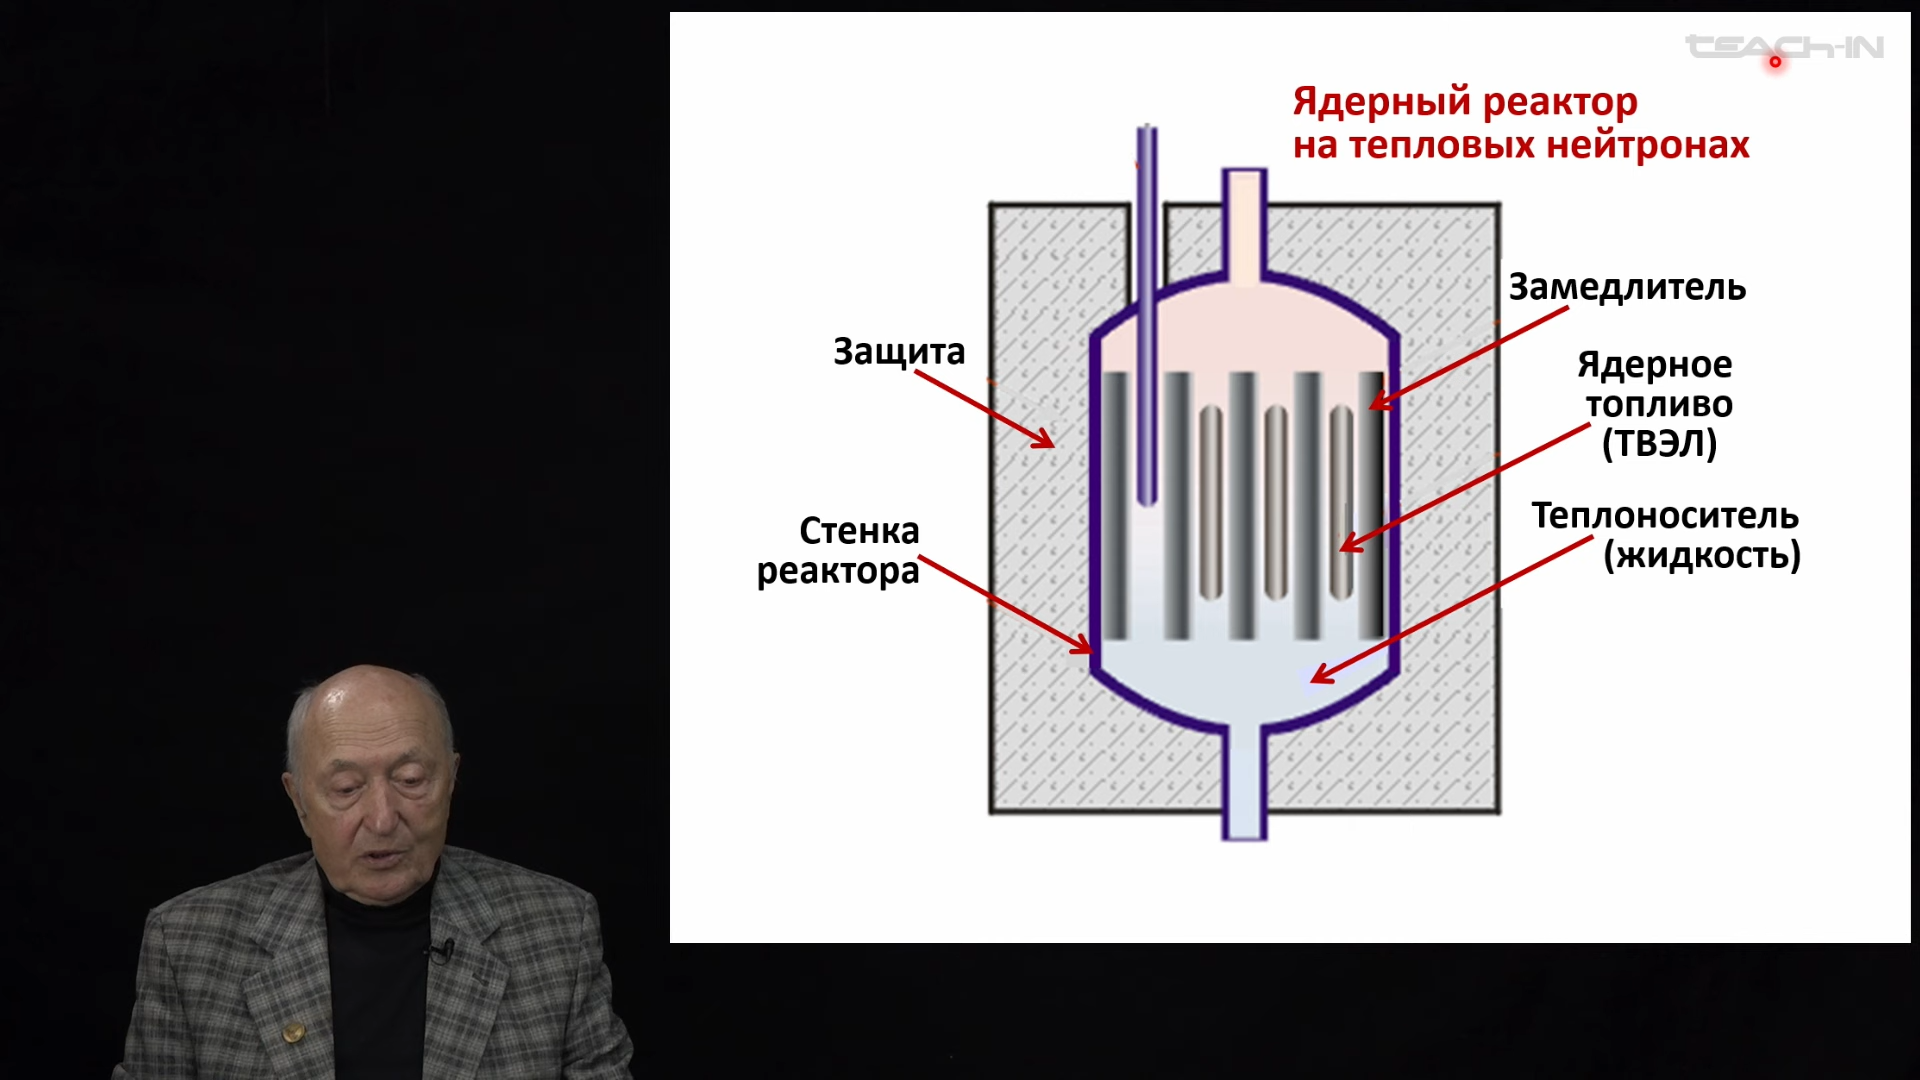 TEACH-IN
Ядерный реактор
на тепловых нейтронах
Замедлитель
Защита
Ядерное
топливо
(ТВЭЛ)
Стенка
реактора
Теплоноситель
(жидкость)